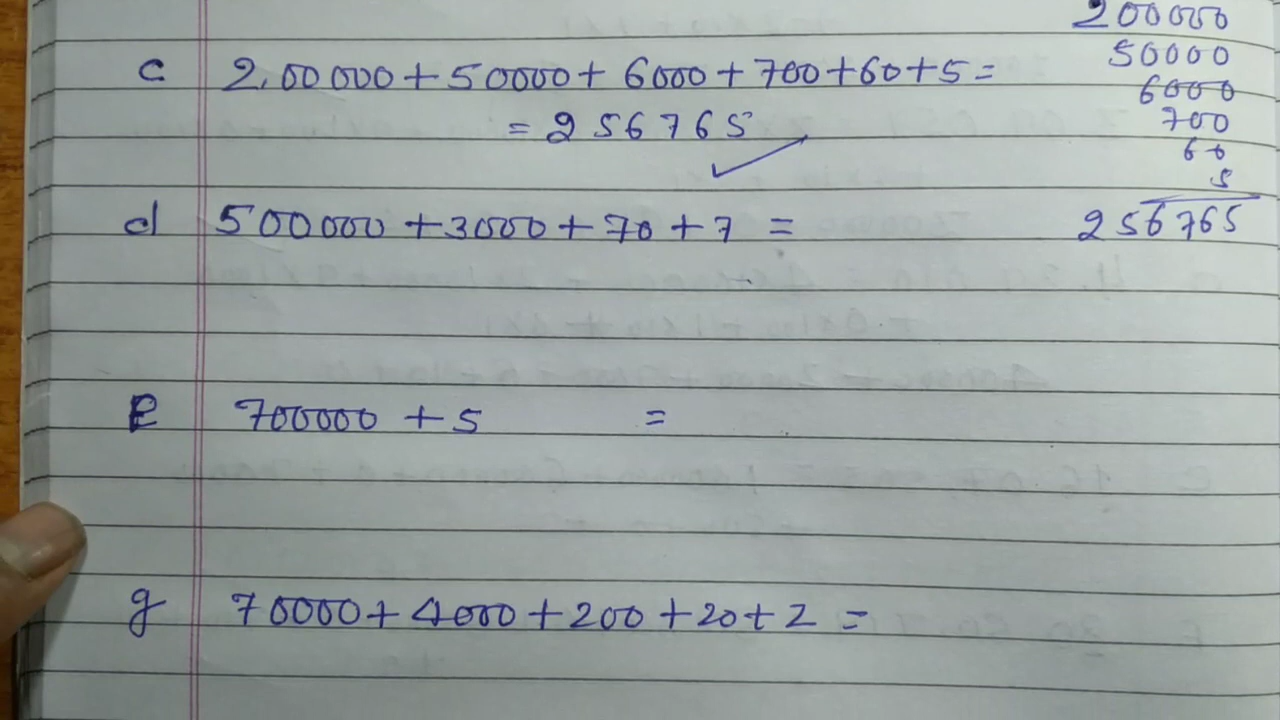 200000
50000
c 2,00000+50000+6000+700+60+5=
6000
700
= 256765
60
5
d 500000+3000+70+7 =
256765
e 700000+5 =
g 70000+4000+200+20+2 =